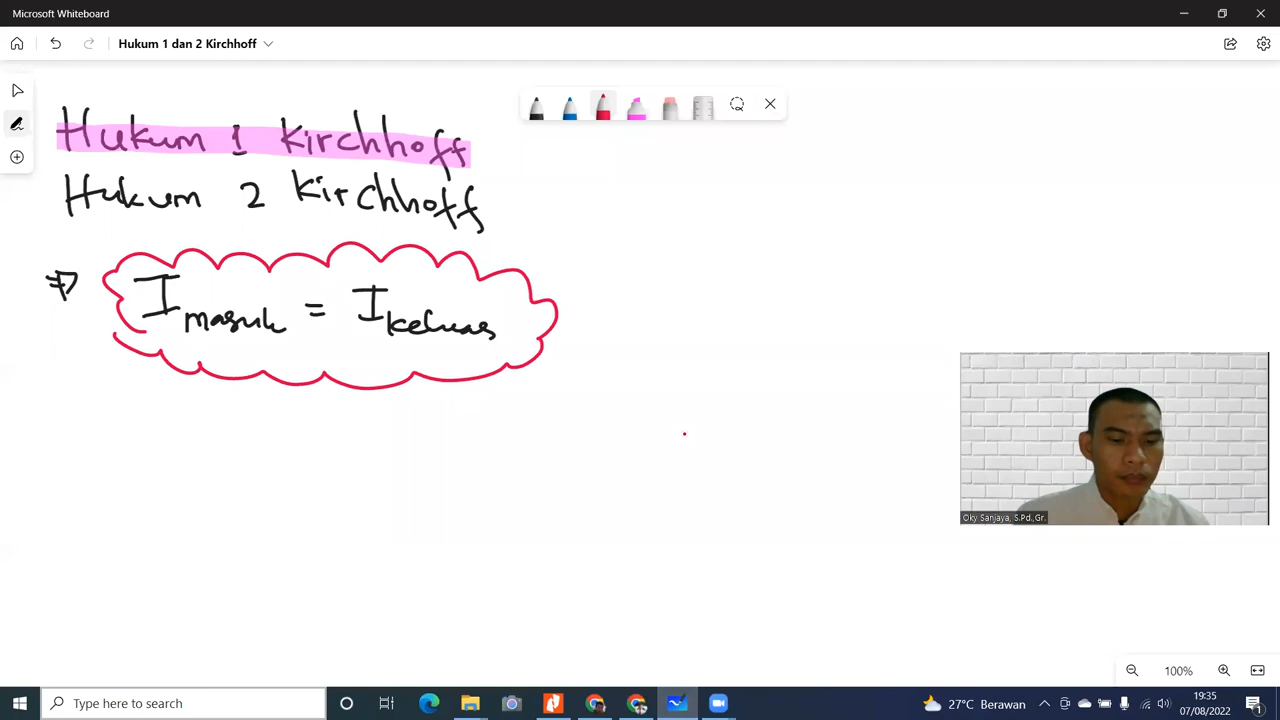 Microsoft Whiteboard
Hukum 1 dan 2 Kirchhoff
Hukum 1 Kirchhoff
Hukum 2 Kirchhoff
⇒ I masuk = I keluar
Oky Sanjaya, S.Pd.,Gr.
100%
Type here to search
27°C Berawan
19:35
07/08/2022
1